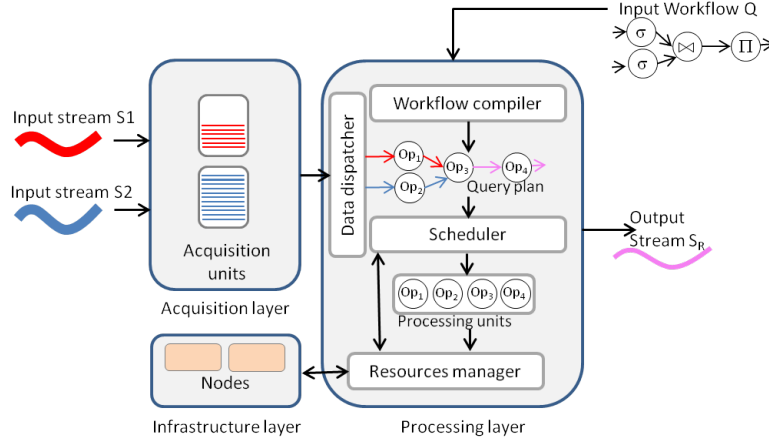 Input Workflow Q
σ
σ
⋈
Π
Input stream S1
Input stream S2
Acquisition
units
Acquisition layer
Data dispatcher
Workflow compiler
Op1
Op2
Op3
Op4
Query plan
Scheduler
Op1 Op2 Op3 Op4
Processing units
Resources manager
Processing layer
Nodes
Infrastructure layer
Output
Stream SR